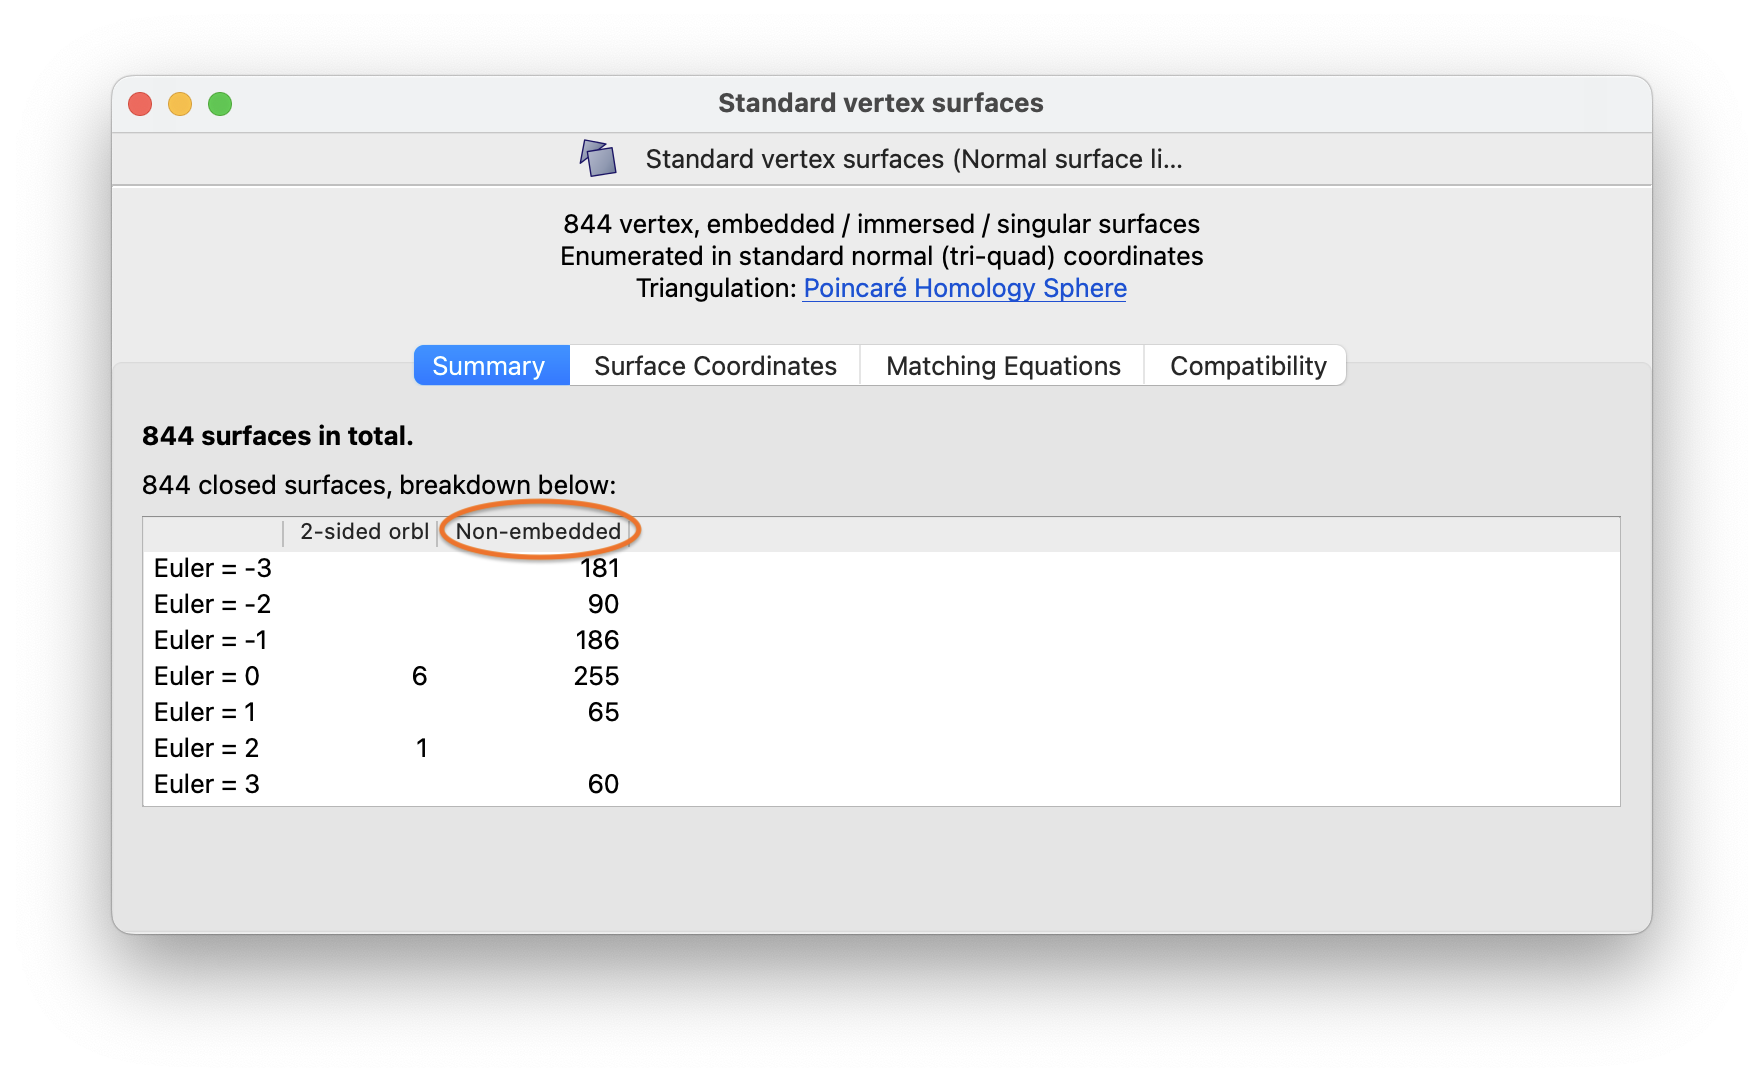 Standard vertex surfaces
Standard vertex surfaces (Normal surface li...
844 vertex, embedded / immersed / singular surfaces
Enumerated in standard normal (tri-quad) coordinates
Triangulation: Poincaré Homology Sphere
Summary Surface Coordinates Matching Equations Compatibility
844 surfaces in total.
844 closed surfaces, breakdown below:
2-sided orbl Non-embedded
Euler = -3 181
Euler = -2 90
Euler = -1 186
Euler = 0 6 255
Euler = 1 65
Euler = 2 1
Euler = 3 60